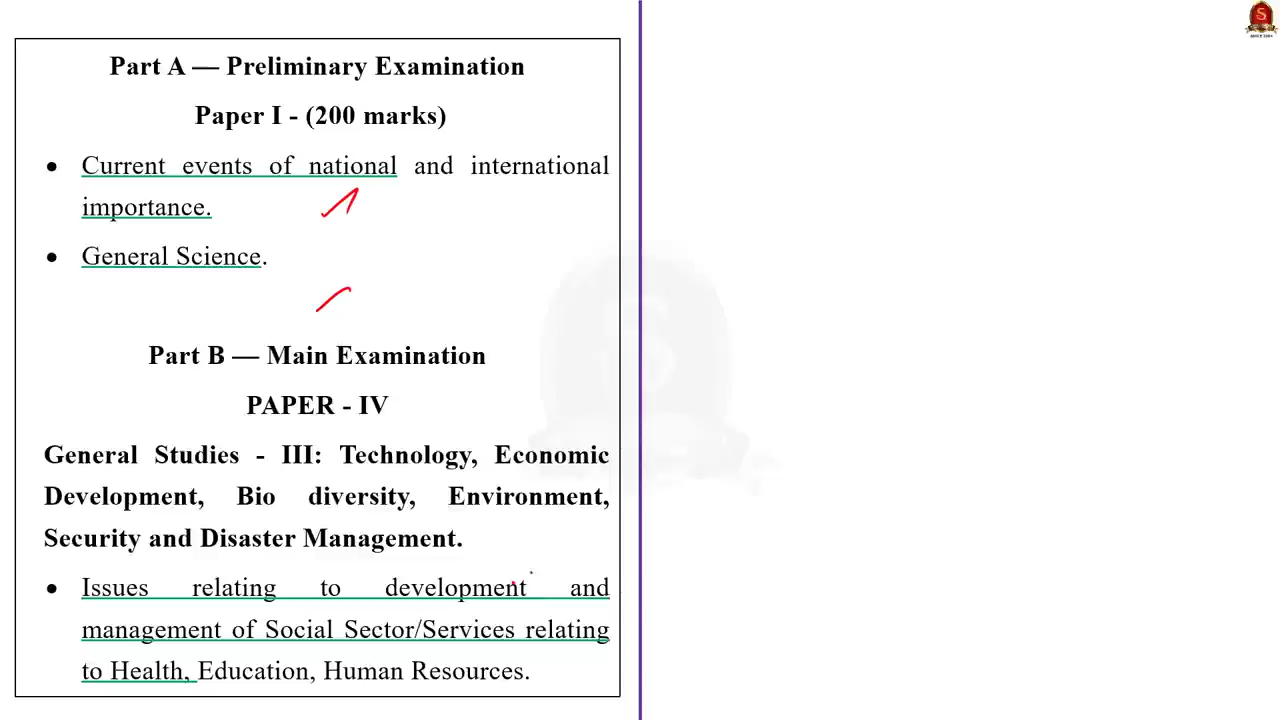 Part A — Preliminary Examination
Paper I - (200 marks)
• Current events of national and international
importance.
• General Science.
Part B — Main Examination
PAPER - IV
General Studies - III: Technology, Economic
Development, Bio diversity, Environment,
Security and Disaster Management.
• Issues relating to development and
management of Social Sector/Services relating
to Health, Education, Human Resources.
S